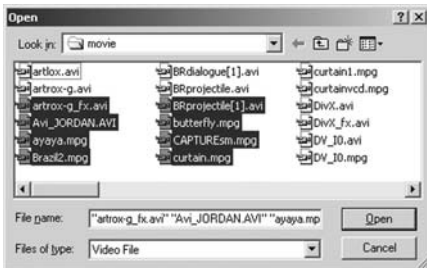 Open
Look in: movie
artlox.avi
artrox-g.avi
artrox-g_fx.avi
Avi_JORDAN.AVI
ayaya.mpg
Brazil2.mpg
BRdialogue[1].avi
BRprojectile.avi
BRprojectile[1].avi
butterfly.mpg
CAPTUREsm.mpg
curtain.mpg
curtain1.mpg
curtainvcd.mpg
DivX.avi
DivX_fx.avi
DV_I0.avi
DV_I0.mpg
File name: "artrox-g_fx.avi" "Avi_JORDAN.AVI" "ayaya.mp
Open
Files of type: Video File
Cancel